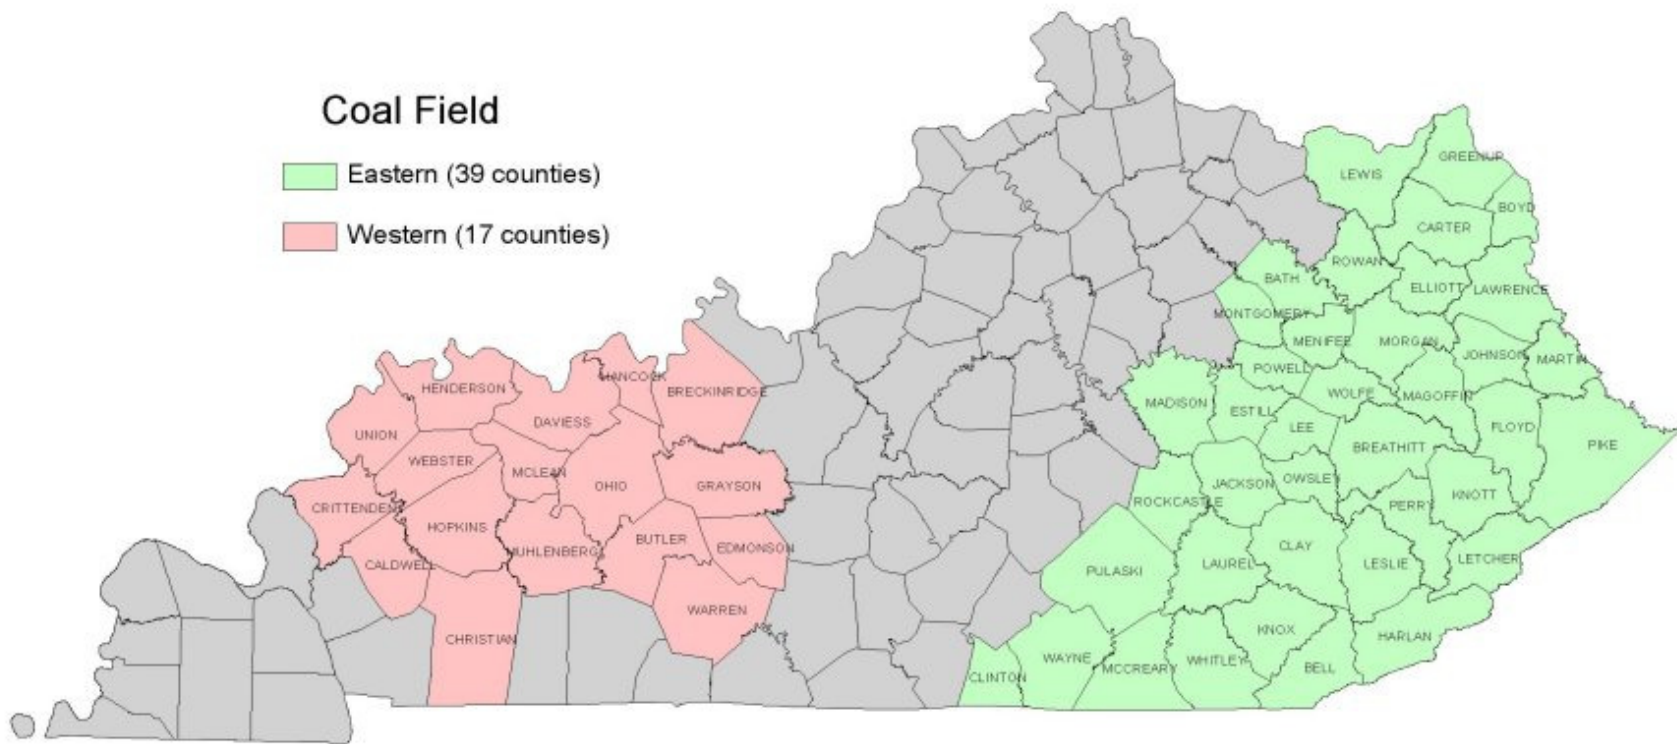 Coal Field
Eastern (39 counties)
Western (17 counties)
GREENUP
LEWIS
BOYD
CARTER
ROWAN
BATH
ELLIOTT
LAWRENCE
MONTGOMERY
MENIFEE
MORGAN
JOHNSON
MARTIN
POWELL
WOLFE
MAGOFFIN
MADISON
ESTILL
LEE
FLOYD
PIKE
BREATHITT
JACKSON
OWSLEY
KNOTT
ROCKCASTLE
PERRY
CLAY
LETCHER
PULASKI
LAUREL
LESLIE
KNOX
HARLAN
WAYNE
WHITLEY
MCCREARY
BELL
CLINTON
HANCOCK
HENDERSON
BRECKINRIDGE
DAVIESS
UNION
WEBSTER
MCLEAN
OHIO
GRAYSON
CRITTENDEN
HOPKINS
BUTLER
EDMONSON
MUHLENBERG
CALDWELL
WARREN
CHRISTIAN